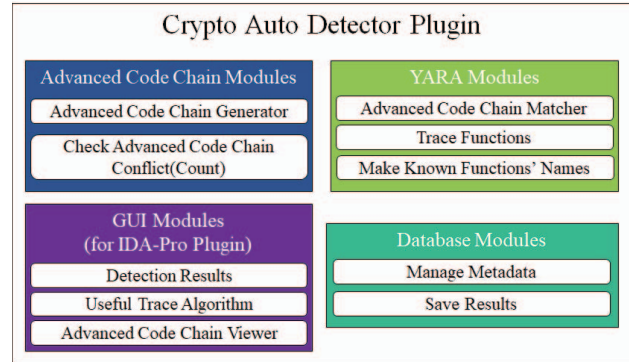 Crypto Auto Detector Plugin
Advanced Code Chain Modules
Advanced Code Chain Generator
Check Advanced Code Chain
Conflict(Count)
YARA Modules
Advanced Code Chain Matcher
Trace Functions
Make Known Functions' Names
GUI Modules
(for IDA-Pro Plugin)
Detection Results
Useful Trace Algorithm
Advanced Code Chain Viewer
Database Modules
Manage Metadata
Save Results